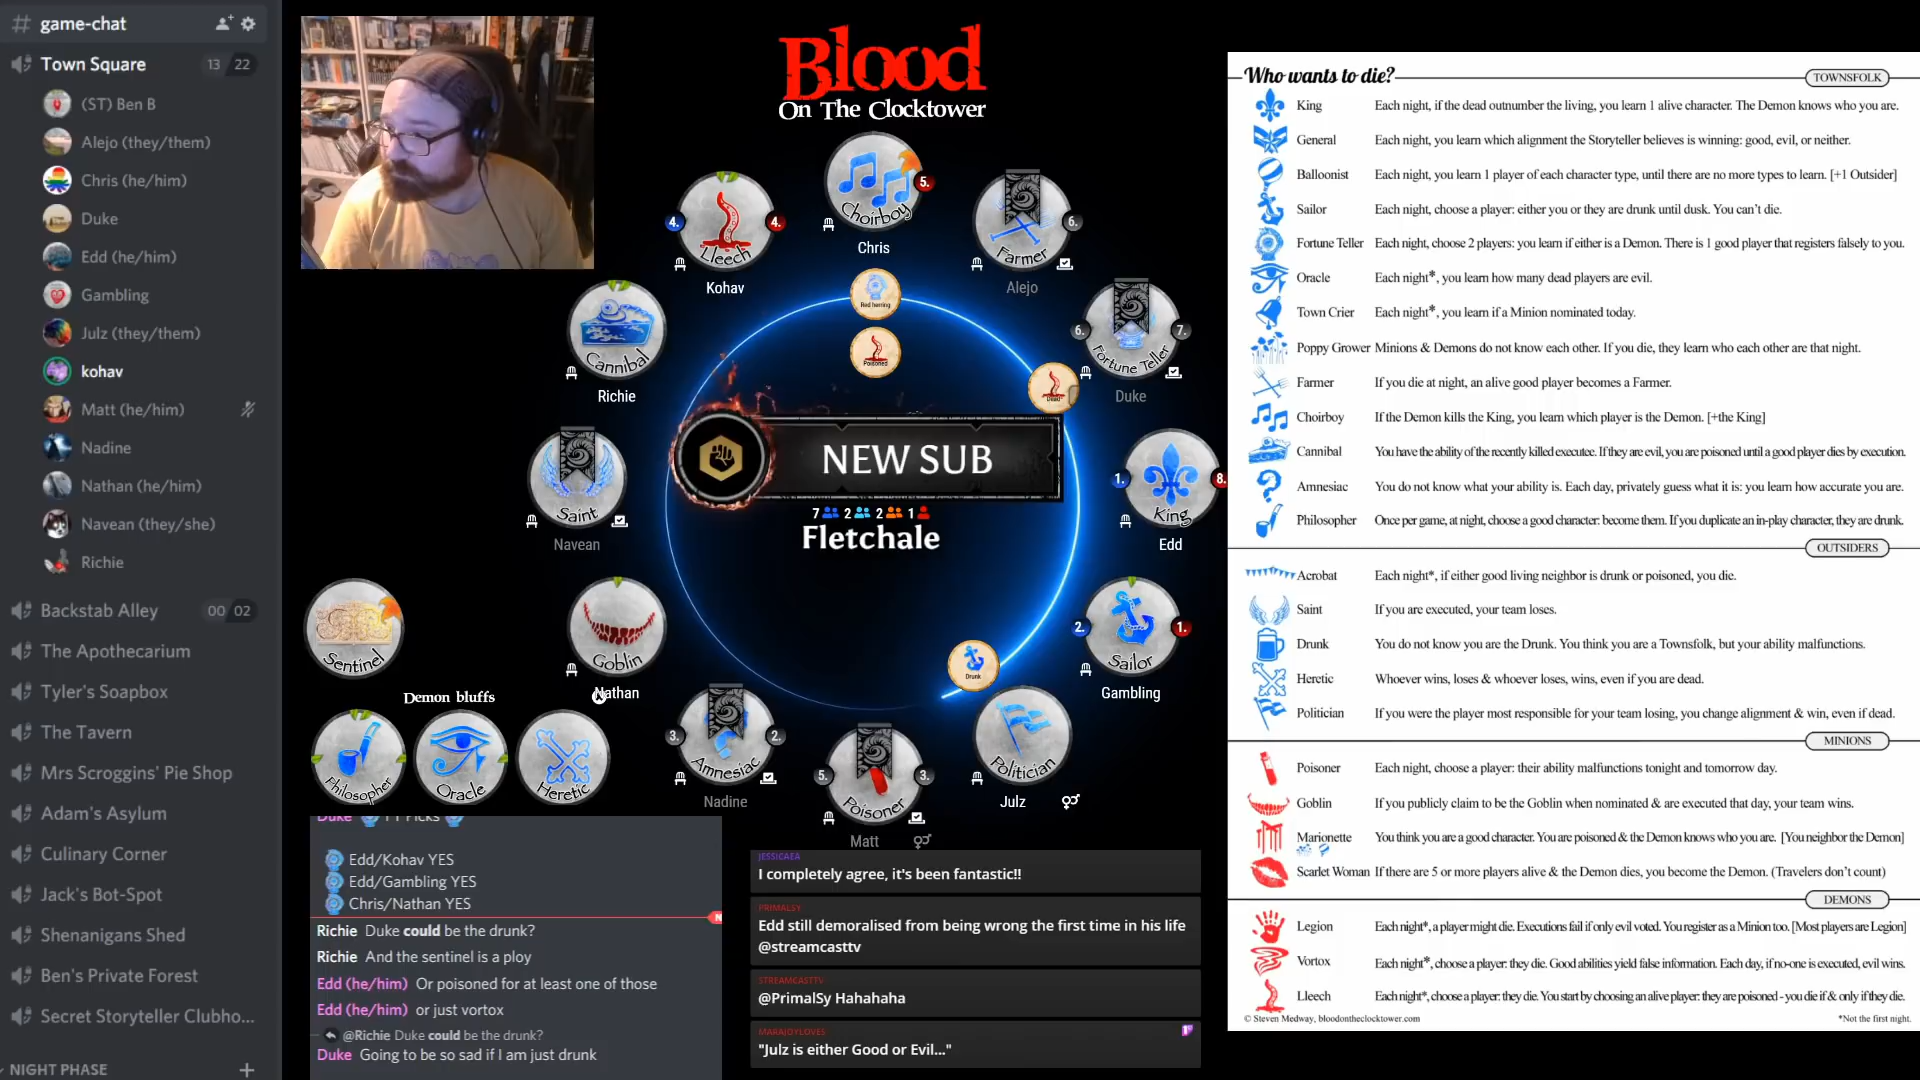 # game-chat
Town Square 13 22
(ST) Ben B
Alejo (they/them)
Chris (he/him)
Duke
Edd (he/him)
Gambling
Julz (they/them)
kohav
Matt (he/him)
Nadine
Nathan (he/him)
Navean (they/she)
Richie
Backstab Alley 00 02
The Apothecarium
Tyler's Soapbox
The Tavern
Mrs Scroggins' Pie Shop
Adam's Asylum
Culinary Corner
Jack's Bot-Spot
Shenanigans Shed
Ben's Private Forest
Secret Storyteller Clubho...
NIGHT PHASE +
Blood
On The Clocktower
Choirboy
5.
Chris
4.
Lleech
4.
Kohav
Farmer
6.
Alejo
Cannibal
Richie
Red herring
Poisoned
6.
Fortune Teller
7.
Duke
Dead
Saint
Navean
NEW SUB
7 2 2 1
Fletchale
1.
King
8.
Edd
Sentinel
Goblin
Nathan
2.
Sailor
1.
Gambling
Drunk
Demon bluffs
Philosopher
Oracle
Heretic
3.
Amnesiac
2.
Nadine
5.
Poisoner
3.
Matt
Politician
Julz
Duke FT Picks
Edd/Kohav YES
Edd/Gambling YES
Chris/Nathan YES
Richie Duke could be the drunk?
Richie And the sentinel is a ploy
Edd (he/him) Or poisoned for at least one of those
Edd (he/him) or just vortox
@Richie Duke could be the drunk?
Duke Going to be so sad if I am just drunk
JESSICAEA
I completely agree, it's been fantastic!!
PRIMALSY
Edd still demoralised from being wrong the first time in his life
@streamcasttv
STREAMCASTTV
@PrimalSy Hahahaha
MARAJOYLOVES
"Julz is either Good or Evil..."
Who wants to die?
TOWNSFOLK
King Each night, if the dead outnumber the living, you learn 1 alive character. The Demon knows who you are.
General Each night, you learn which alignment the Storyteller believes is winning: good, evil, or neither.
Balloonist Each night, you learn 1 player of each character type, until there are no more types to learn. [+1 Outsider]
Sailor Each night, choose a player: either you or they are drunk until dusk. You can't die.
Fortune Teller Each night, choose 2 players: you learn if either is a Demon. There is 1 good player that registers falsely to you.
Oracle Each night*, you learn how many dead players are evil.
Town Crier Each night*, you learn if a Minion nominated today.
Poppy Grower Minions & Demons do not know each other. If you die, they learn who each other are that night.
Farmer If you die at night, an alive good player becomes a Farmer.
Choirboy If the Demon kills the King, you learn which player is the Demon. [+the King]
Cannibal You have the ability of the recently killed executee. If they are evil, you are poisoned until a good player dies by execution.
Amnesiac You do not know what your ability is. Each day, privately guess what it is: you learn how accurate you are.
Philosopher Once per game, at night, choose a good character: become them. If you duplicate an in-play character, they are drunk.
OUTSIDERS
Acrobat Each night*, if either good living neighbor is drunk or poisoned, you die.
Saint If you are executed, your team loses.
Drunk You do not know you are the Drunk. You think you are a Townsfolk, but your ability malfunctions.
Heretic Whoever wins, loses & whoever loses, wins, even if you are dead.
Politician If you were the player most responsible for your team losing, you change alignment & win, even if dead.
MINIONS
Poisoner Each night, choose a player: their ability malfunctions tonight and tomorrow day.
Goblin If you publicly claim to be the Goblin when nominated & are executed that day, your team wins.
Marionette You think you are a good character. You are poisoned & the Demon knows who you are. [You neighbor the Demon]
Scarlet Woman If there are 5 or more players alive & the Demon dies, you become the Demon. (Travelers don't count)
DEMONS
Legion Each night*, a player might die. Executions fail if only evil voted. You register as a Minion too. [Most players are Legion]
Vortox Each night*, choose a player: they die. Good abilities yield false information. Each day, if no-one is executed, evil wins.
Lleech Each night*, choose a player: they die. You start by choosing an alive player: they are poisoned - you die if & only if they die.
© Steven Medway, bloodontheclocktower.com *Not the first night.